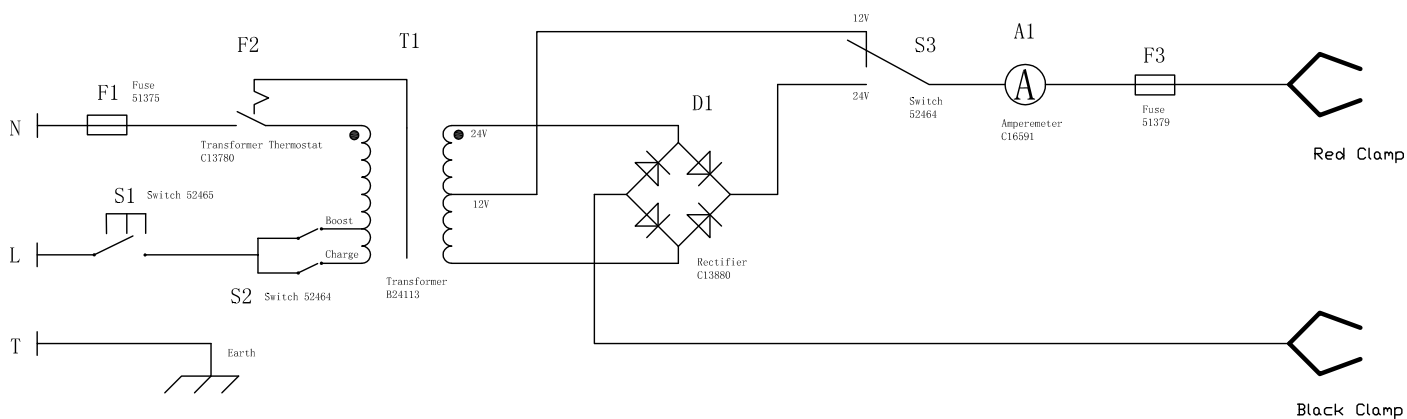 12V
A1
S3
F2
T1
F3
Fuse
51375
F1
A
24V
D1
Switch
52464
Fuse
51379
Amperemeter
C16591
N
24V
Transformer Thermostat
C13780
Red Clamp
S1 Switch 52465
12V
Boost
L
Charge
Rectifier
C13880
Transformer
B24113
S2 Switch 52464
T
Earth
Black Clamp